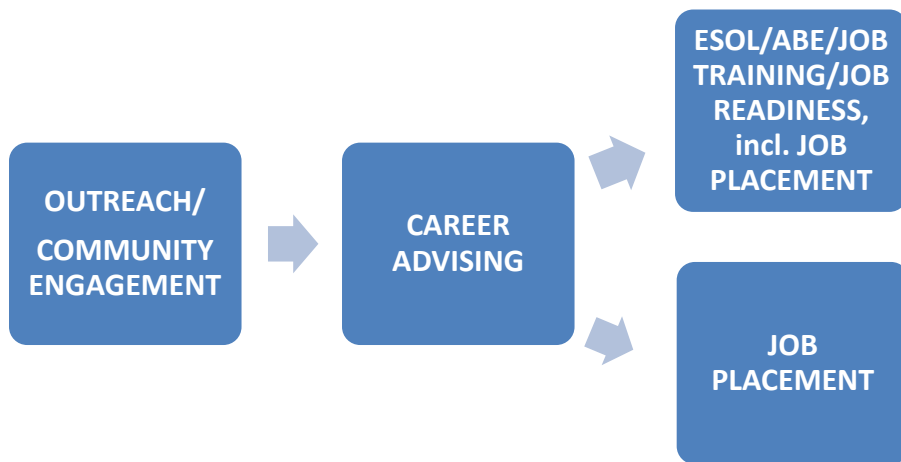 OUTREACH/
COMMUNITY
ENGAGEMENT
CAREER
ADVISING
ESOL/ABE/JOB
TRAINING/JOB
READINESS,
incl. JOB
PLACEMENT
JOB
PLACEMENT